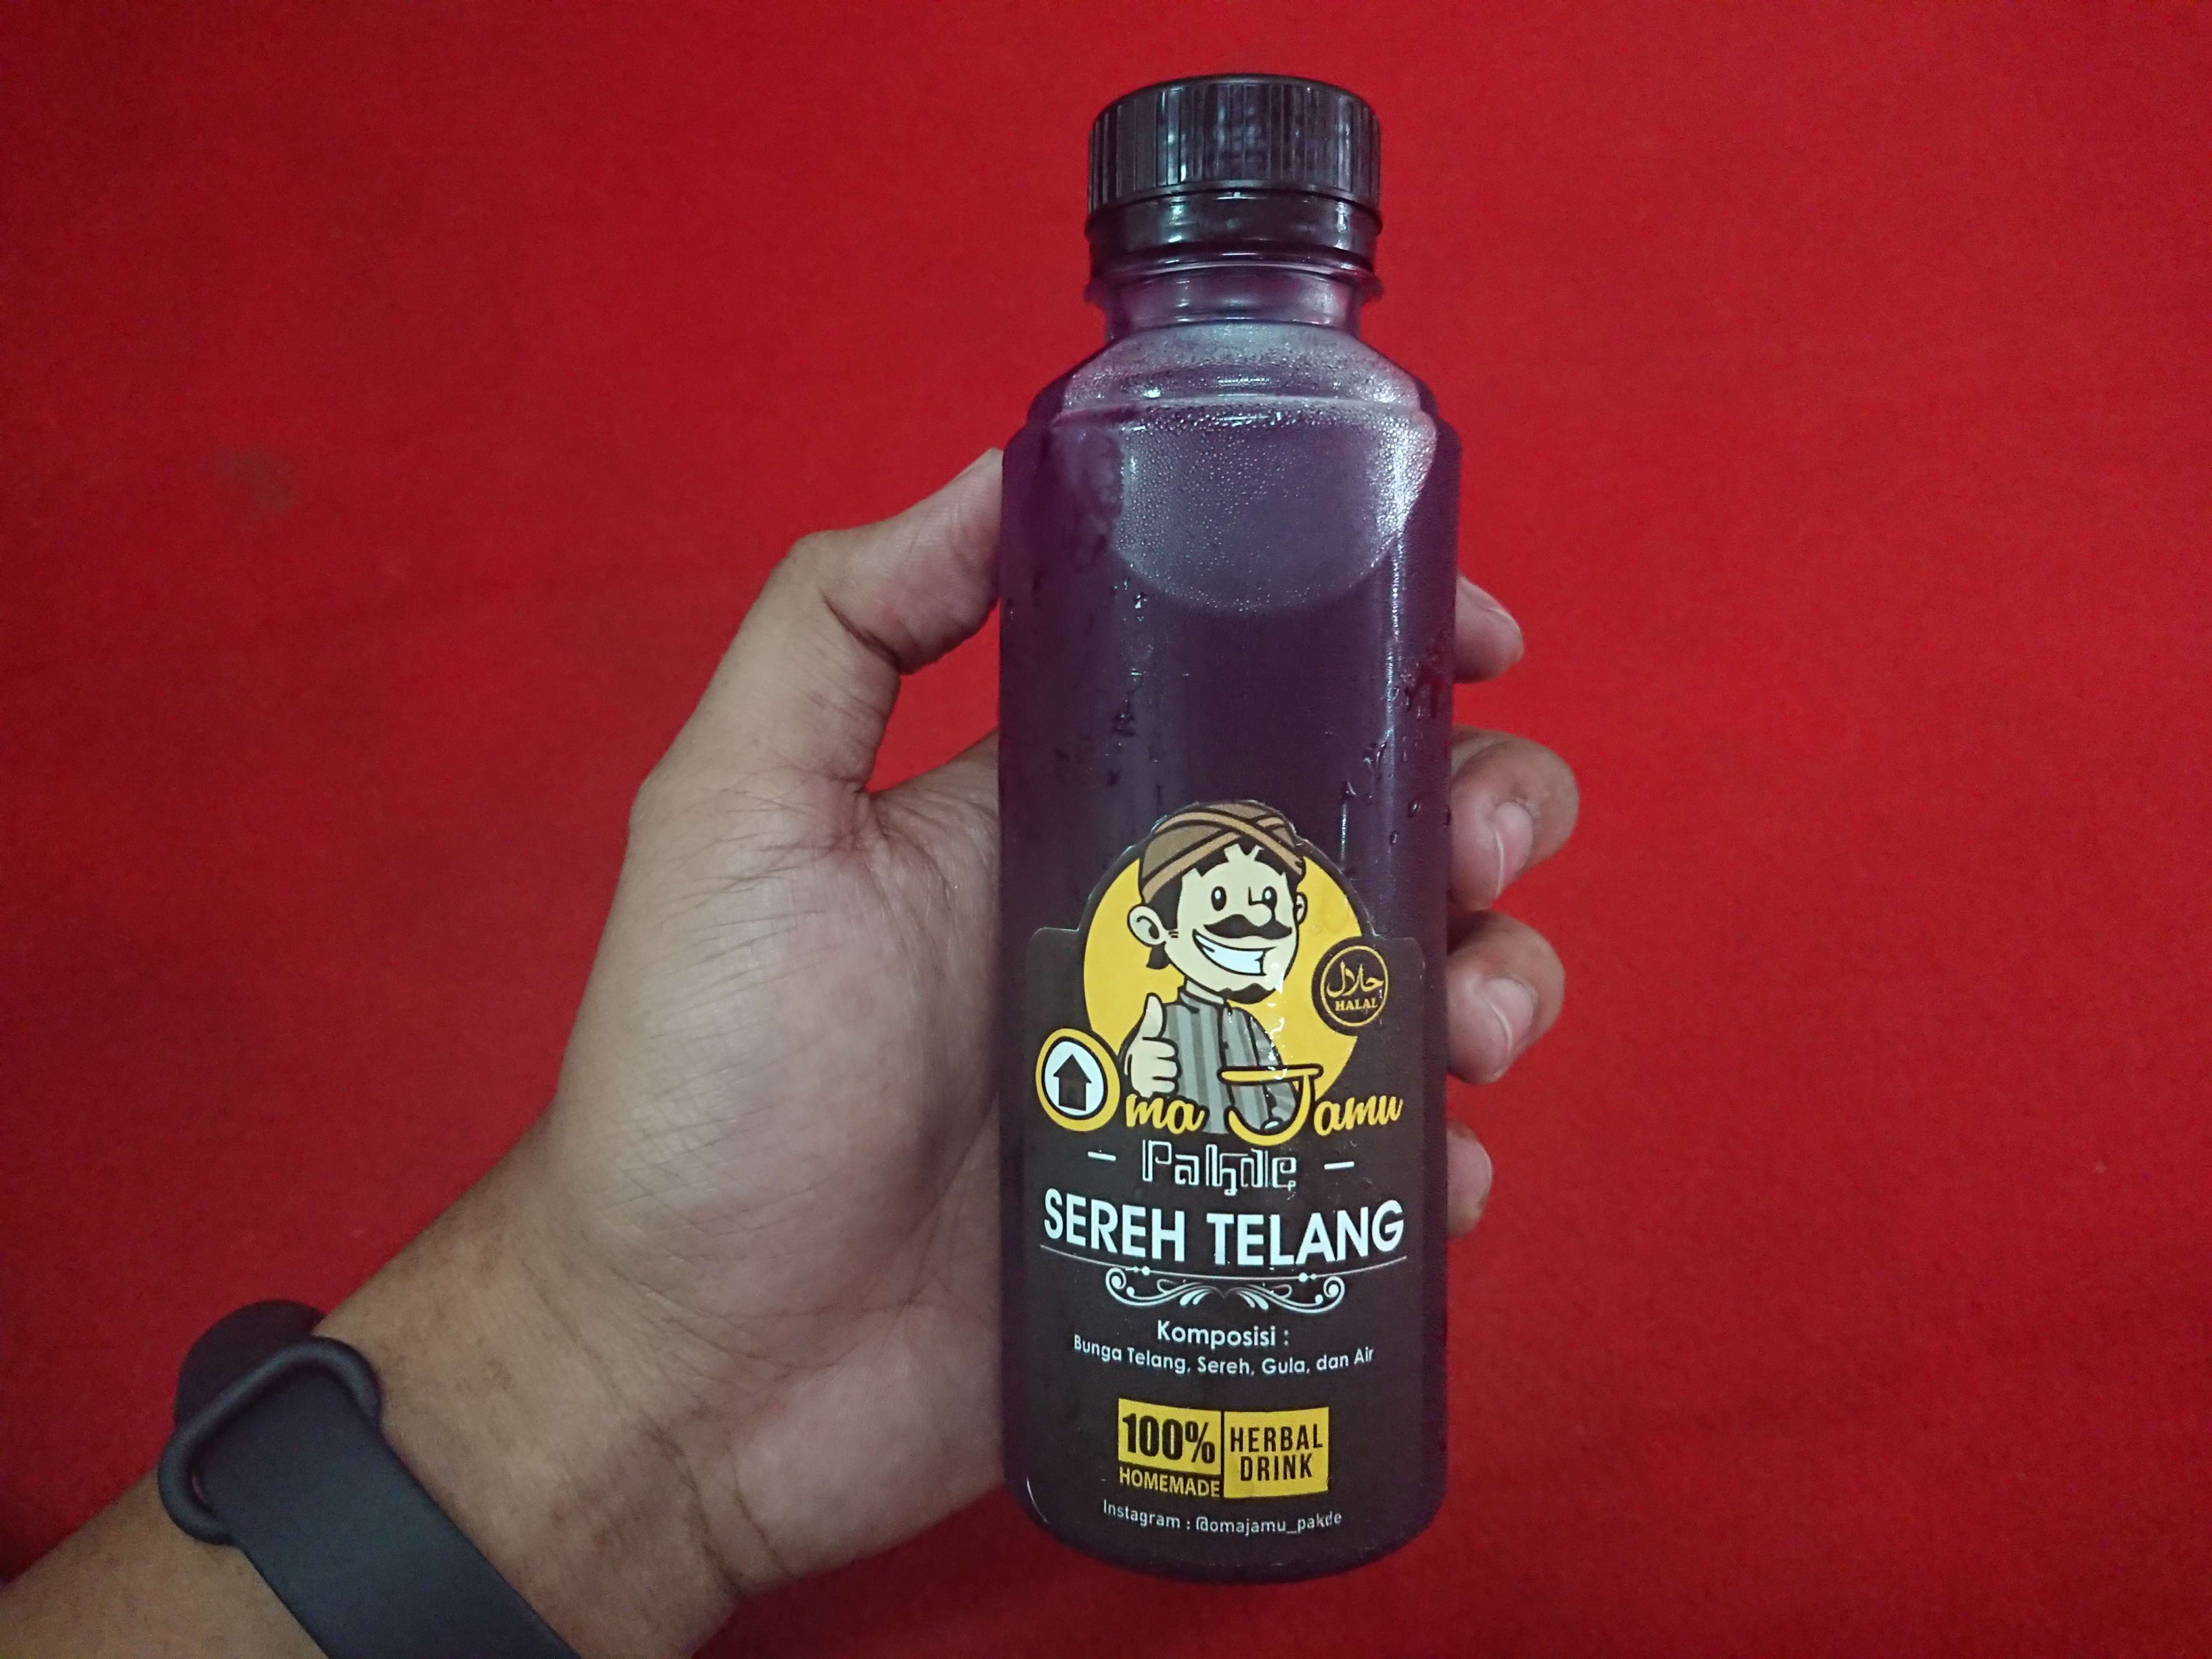 حلال
HALAL
Oma Jamu
- Pakde -
SEREH TELANG
Komposisi :
Bunga Telang, Sereh, Gula, dan Air
100%
HOMEMADE
HERBAL
DRINK
Instagram : @omajamu_pakde